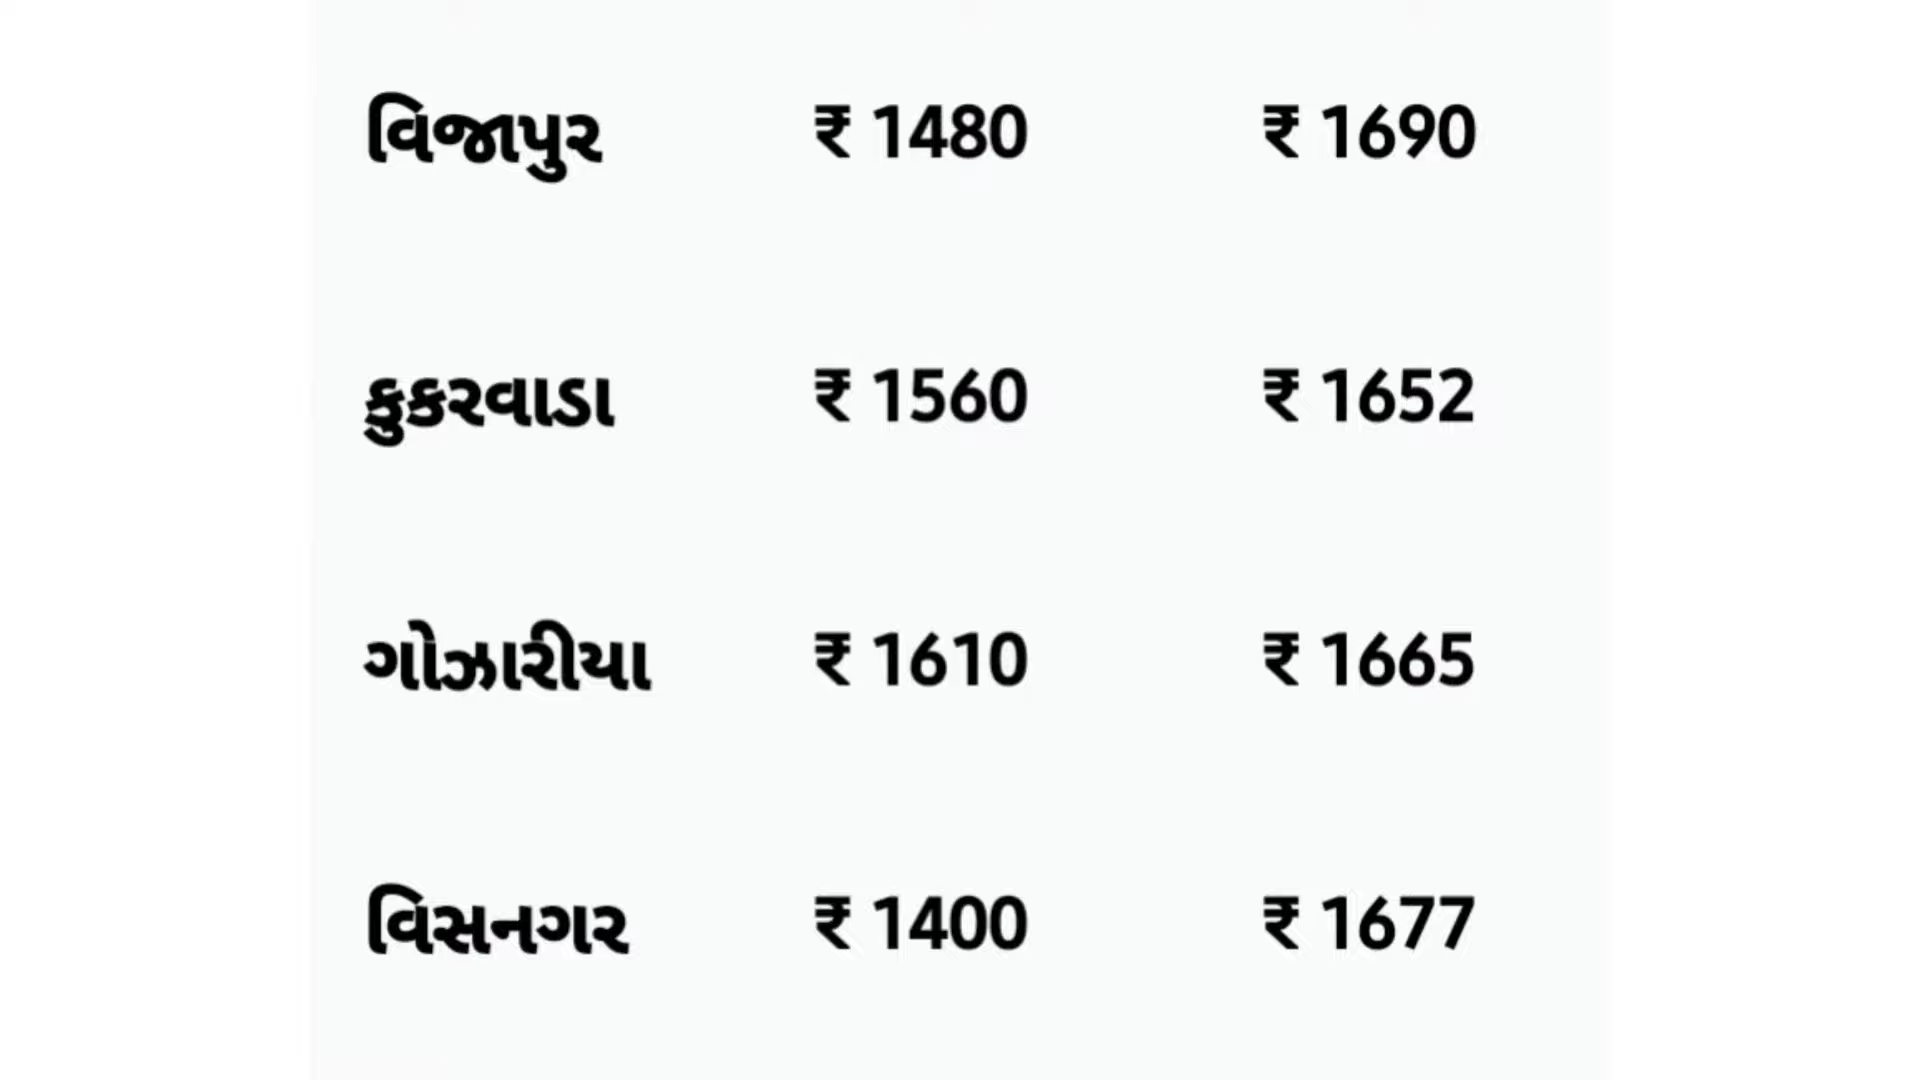 વિજાપુર ₹ 1480 ₹ 1690
કુકરવાડા ₹ 1560 ₹ 1652
ગોઝારીયા ₹ 1610 ₹ 1665
વિસનગર ₹ 1400 ₹ 1677